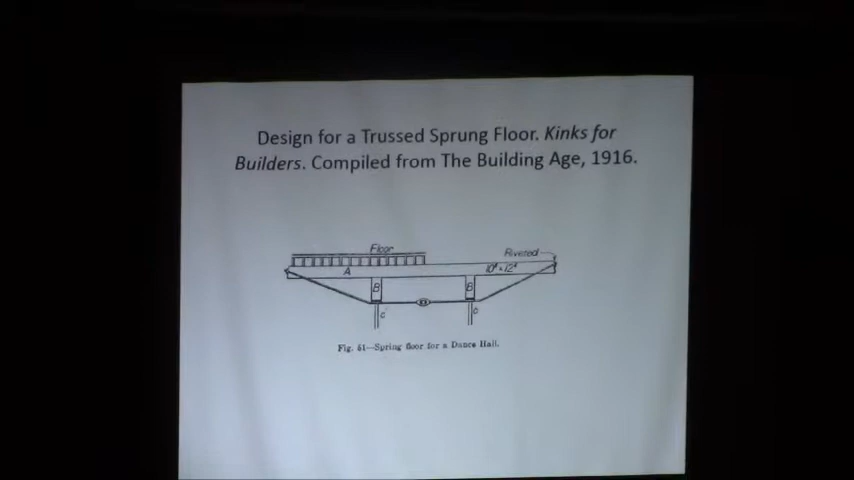 Design for a Trussed Sprung Floor. Kinks for
Builders. Compiled from The Building Age, 1916.
Floor
Riveted
A
10" x 12"
B
B
C
C
Fig. 61—Spring floor for a Dance Hall.